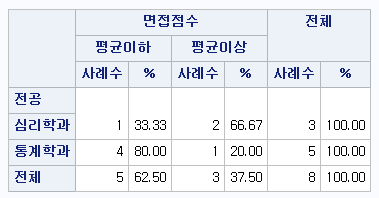 면접점수 전체
평균이하 평균이상
사례수 % 사례수 % 사례수 %
전공
심리학과 1 33.33 2 66.67 3 100.00
통계학과 4 80.00 1 20.00 5 100.00
전체 5 62.50 3 37.50 8 100.00